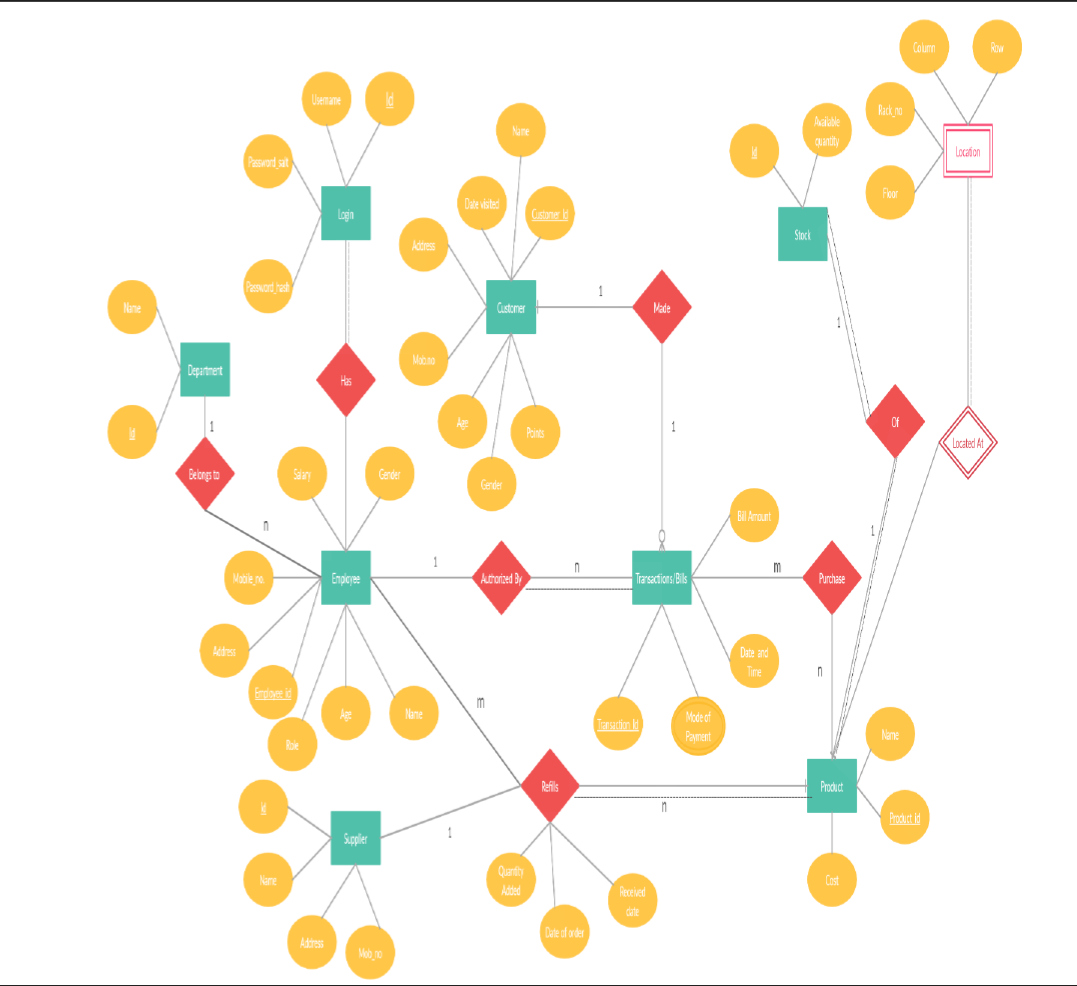 Column
Row
Rack_no
Location
Floor
Username
Id
Password_salt
Login
Password_hash
Name
Date visited
Customer_Id
Address
Customer
Mob.no
Age
Points
Gender
1
Made
1
Id
Available
quantity
Stock
1
Of
1
Located At
Name
Department
Id
1
Belongs to
n
Has
Salary
Gender
Mobile_no.
Employee
1
Authorized By
n
Transactions/Bills
m
Purchase
n
Bill Amount
Date and
Time
Transaction_Id
Mode of
Payment
Address
Employee_id
Role
Age
Name
m
Id
Supplier
1
Name
Address
Mob_no
Refills
n
Quantity
Added
Date of order
Received
date
Product
Name
Product_id
Cost